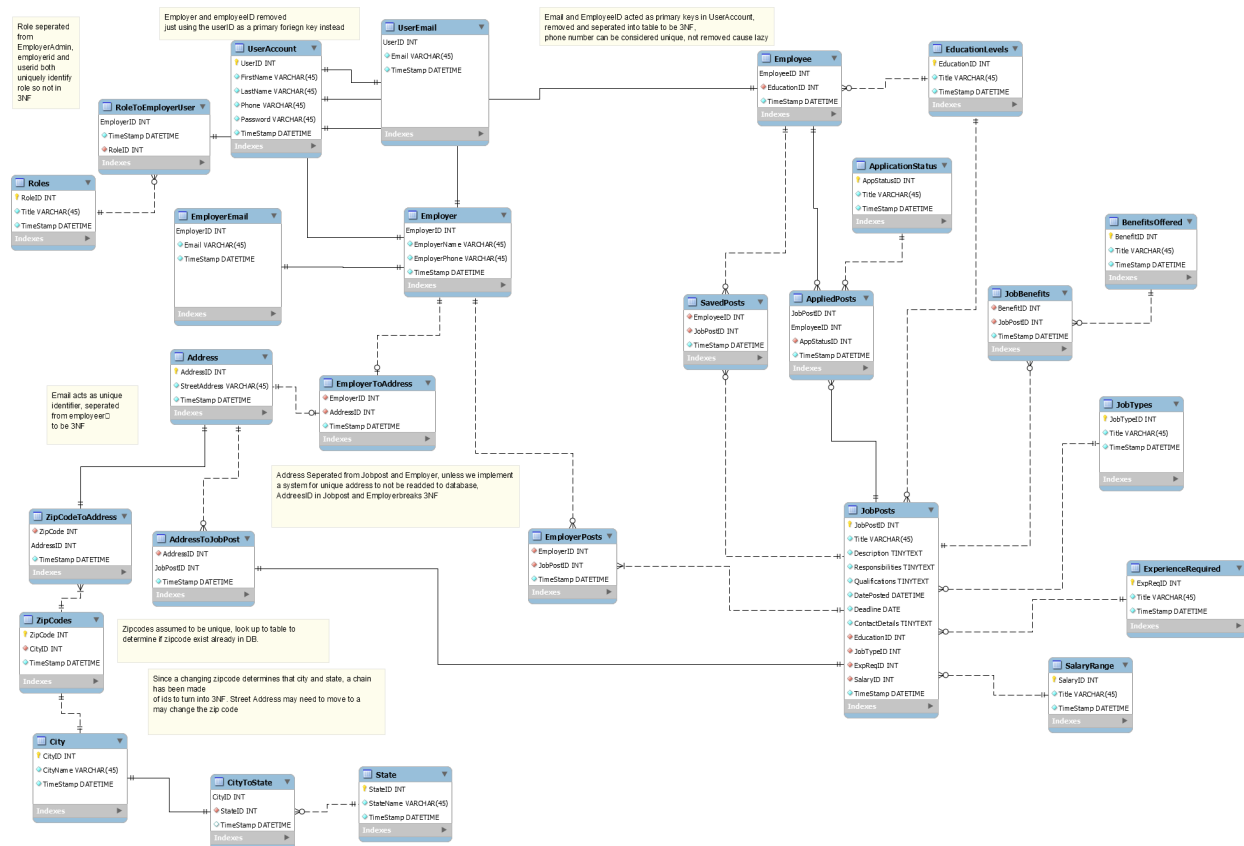 Role seperated
from
EmployerAdmin,
employerid and
userid both
uniquely identify
role so not in
3NF
Employer and employeeID removed
just using the userID as a primary foriegn key instead
Email and EmployeeID acted as primary keys in UserAccount,
removed and seperated into table to be 3NF,
phone number can be considered unique, not removed cause lazy
UserEmail
UserID INT
Email VARCHAR(45)
TimeStamp DATETIME
Indexes
UserAccount
UserID INT
FirstName VARCHAR(45)
LastName VARCHAR(45)
Phone VARCHAR(45)
Password VARCHAR(45)
TimeStamp DATETIME
Indexes
Employee
EmployeeID INT
EducationID INT
TimeStamp DATETIME
Indexes
EducationLevels
EducationID INT
Title VARCHAR(45)
TimeStamp DATETIME
Indexes
RoleToEmployerUser
EmployerID INT
TimeStamp DATETIME
RoleID INT
Indexes
Roles
RoleID INT
Title VARCHAR(45)
TimeStamp DATETIME
Indexes
ApplicationStatus
AppStatusID INT
Title VARCHAR(45)
TimeStamp DATETIME
Indexes
EmployerEmail
EmployerID INT
Email VARCHAR(45)
TimeStamp DATETIME
Indexes
Employer
EmployerID INT
EmployerName VARCHAR(45)
EmployerPhone VARCHAR(45)
TimeStamp DATETIME
Indexes
BenefitsOffered
BenefitID INT
Title VARCHAR(45)
TimeStamp DATETIME
Indexes
SavedPosts
EmployeeID INT
JobPostID INT
TimeStamp DATETIME
Indexes
AppliedPosts
JobPostID INT
EmployeeID INT
AppStatusID INT
TimeStamp DATETIME
Indexes
JobBenefits
BenefitID INT
JobPostID INT
TimeStamp DATETIME
Indexes
Address
AddressID INT
StreetAddress VARCHAR(45)
TimeStamp DATETIME
Indexes
EmployerToAddress
EmployerID INT
AddressID INT
TimeStamp DATETIME
Indexes
Email acts as unique
identifier, seperated
from employeer
to be 3NF
JobTypes
JobTypeID INT
Title VARCHAR(45)
TimeStamp DATETIME
Indexes
Address Seperated from Jobpost and Employer, unless we implement
a system for unique address to not be readded to database,
AddreesID in Jobpost and Employerbreaks 3NF
ZipCodeToAddress
ZipCode INT
AddressID INT
TimeStamp DATETIME
Indexes
AddressToJobPost
AddressID INT
JobPostID INT
TimeStamp DATETIME
Indexes
EmployerPosts
EmployerID INT
JobPostID INT
TimeStamp DATETIME
Indexes
JobPosts
JobPostID INT
Title VARCHAR(45)
Description TINYTEXT
Responsibilities TINYTEXT
Qualifications TINYTEXT
DatePosted DATETIME
Deadline DATE
ContactDetails TINYTEXT
EducationID INT
JobTypeID INT
ExpReqID INT
SalaryID INT
TimeStamp DATETIME
Indexes
ExperienceRequired
ExpReqID INT
Title VARCHAR(45)
TimeStamp DATETIME
Indexes
ZipCodes
ZipCode INT
CityID INT
TimeStamp DATETIME
Indexes
Zipcodes assumed to be unique, look up to table to
determine if zipcode exist already in DB.
Since a changing zipcode determines that city and state, a chain
has been made
of ids to turn into 3NF. Street Address may need to move to a
may change the zip code
SalaryRange
SalaryID INT
Title VARCHAR(45)
TimeStamp DATETIME
Indexes
City
CityID INT
CityName VARCHAR(45)
TimeStamp DATETIME
Indexes
CityToState
CityID INT
StateID INT
TimeStamp DATETIME
Indexes
State
StateID INT
StateName VARCHAR(45)
TimeStamp DATETIME
Indexes